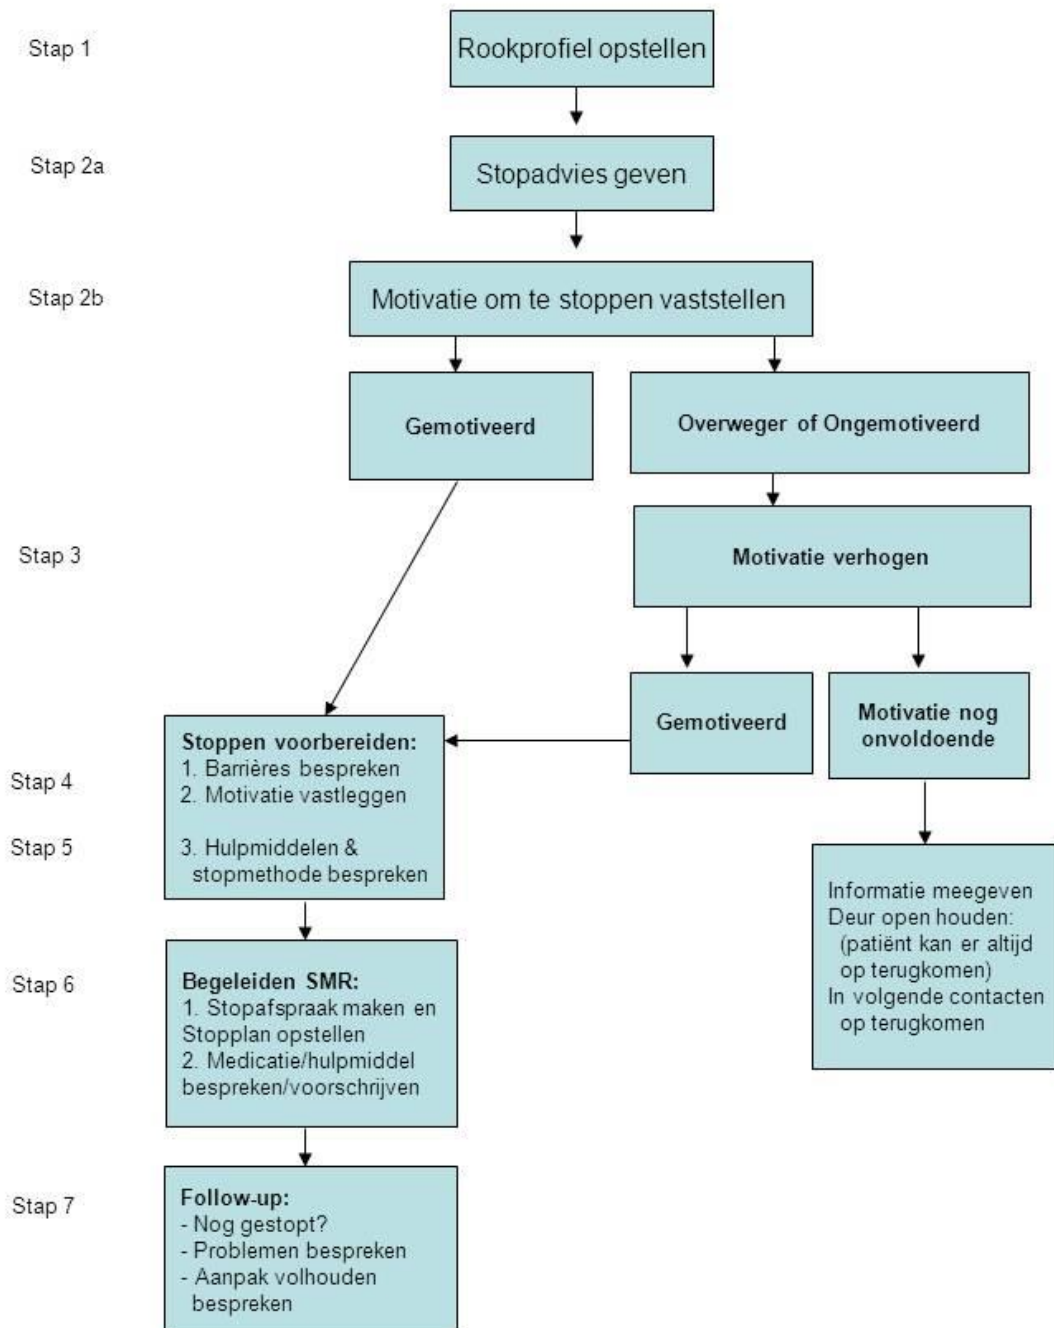 Stap 1
Rookprofiel opstellen
Stap 2a
Stopadvies geven
Stap 2b
Motivatie om te stoppen vaststellen
Gemotiveerd
Overweger of Ongemotiveerd
Stap 3
Motivatie verhogen
Gemotiveerd
Motivatie nog
onvoldoende
Stap 4
Stap 5
Stoppen voorbereiden:
1. Barrières bespreken
2. Motivatie vastleggen
3. Hulpmiddelen &
stopmethode bespreken
Informatie meegeven
Deur open houden:
(patiënt kan er altijd
op terugkomen)
In volgende contacten
op terugkomen
Stap 6
Begeleiden SMR:
1. Stopafspraak maken en
Stopplan opstellen
2. Medicatie/hulpmiddel
bespreken/voorschrijven
Stap 7
Follow-up:
- Nog gestopt?
- Problemen bespreken
- Aanpak volhouden
bespreken